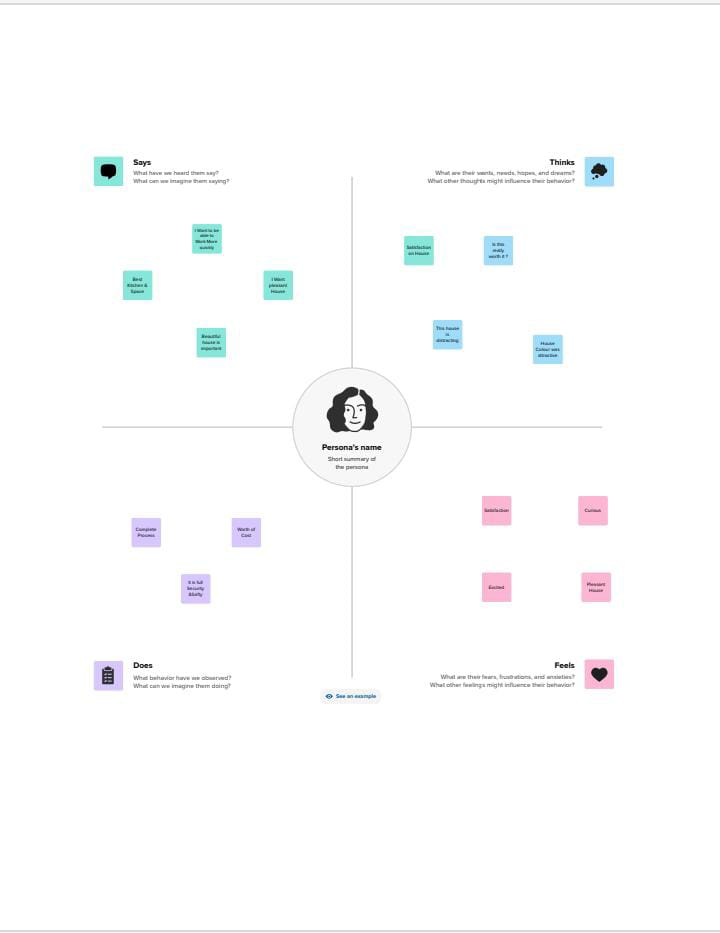 Says
What have we heard them say?
What can we imagine them saying?
Thinks
What are their wants, needs, hopes, and dreams?
What other thoughts might influence their behavior?
I Want to be
able to
Want More
quickly
Best
Kitchen &
Space
I Want
pleasant
House
Beautiful
house is
important
Satisfaction
on House
Is this
really
worth it ?
This house
is
distracting
House
Colour was
attractive
Persona's name
Short summary of
the persona
Complete
Process
Worth of
Cost
It is full
Security
&Safty
Satisfaction
Curious
Excited
Pleasant
House
Does
What behavior have we observed?
What can we imagine them doing?
Feels
What are their fears, frustrations, and anxieties?
What other feelings might influence their behavior?
See an example